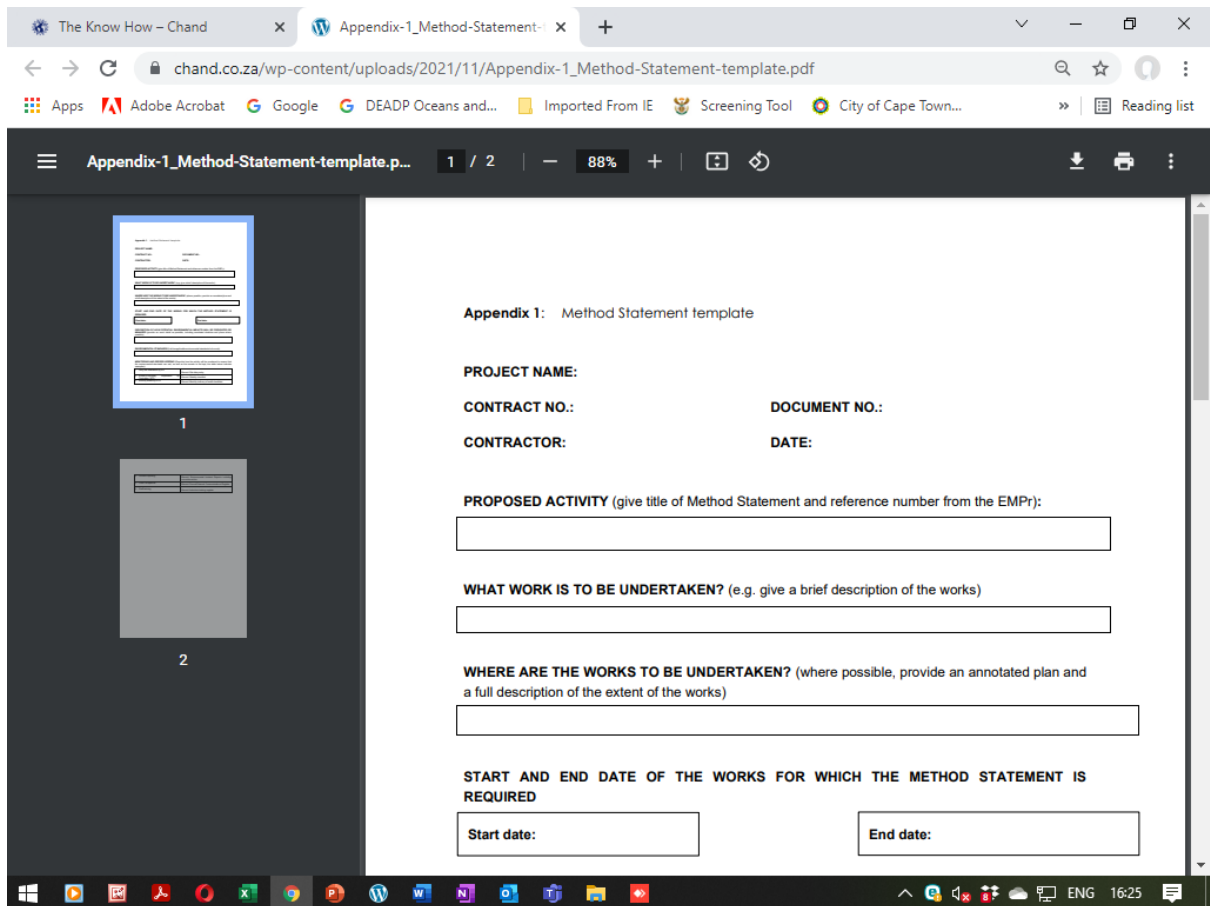 The Know How – Chand
Appendix-1_Method-Statement-
chand.co.za/wp-content/uploads/2021/11/Appendix-1_Method-Statement-template.pdf
Apps Adobe Acrobat Google DEADP Oceans and... Imported From IE Screening Tool City of Cape Town... » Reading list
Appendix-1_Method-Statement-template.p... 1 / 2 88%
1
2
Appendix 1: Method Statement template
PROJECT NAME:
CONTRACT NO.: DOCUMENT NO.:
CONTRACTOR: DATE:
PROPOSED ACTIVITY (give title of Method Statement and reference number from the EMPr):
WHAT WORK IS TO BE UNDERTAKEN? (e.g. give a brief description of the works)
WHERE ARE THE WORKS TO BE UNDERTAKEN? (where possible, provide an annotated plan and
a full description of the extent of the works)
START AND END DATE OF THE WORKS FOR WHICH THE METHOD STATEMENT IS
REQUIRED
Start date: End date:
ENG 16:25